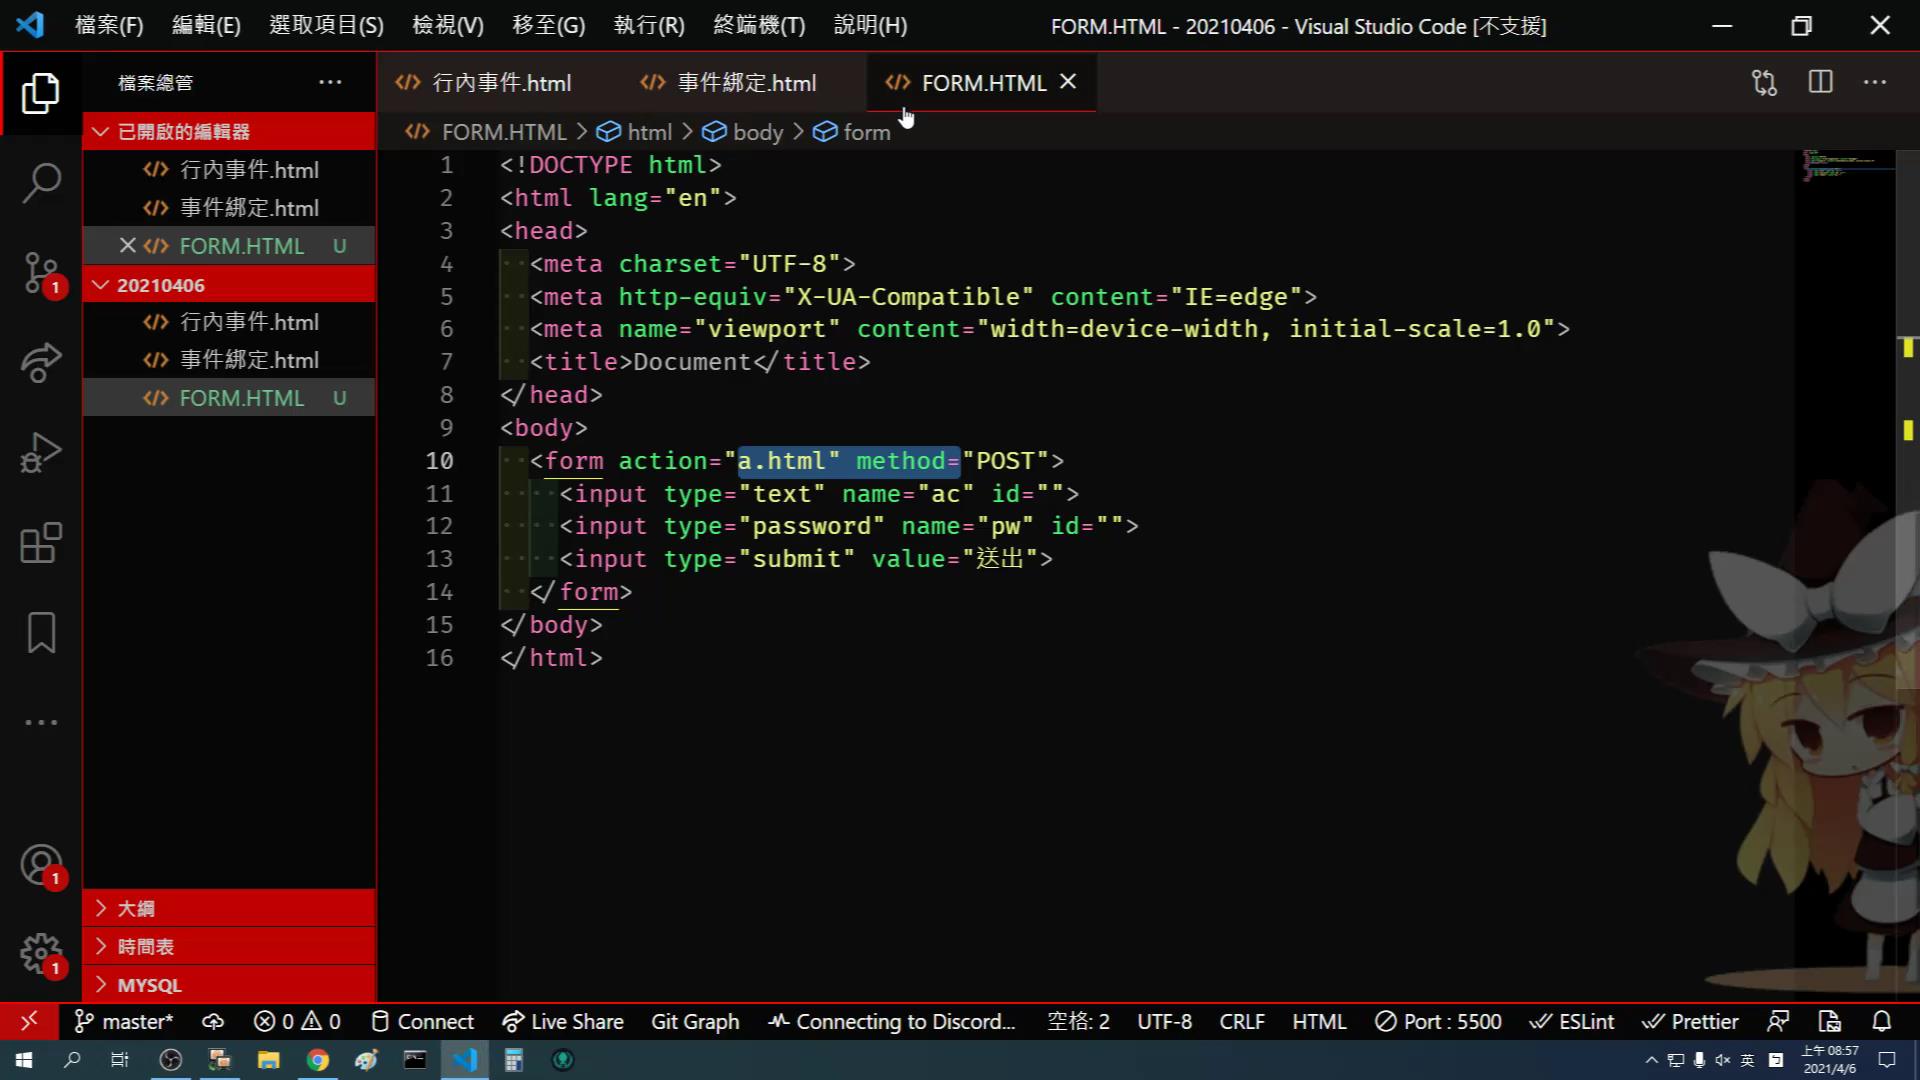 檔案(F) 編輯(E) 選取項目(S) 檢視(V) 移至(G) 執行(R) 終端機(T) 說明(H) FORM.HTML - 20210406 - Visual Studio Code [不支援]
檔案總管
行內事件.html 事件綁定.html FORM.HTML
FORM.HTML > html > body > form
已開啟的編輯器
行內事件.html
事件綁定.html
FORM.HTML U
20210406
行內事件.html
事件綁定.html
FORM.HTML U
大綱
時間表
MYSQL
1 <!DOCTYPE html>
2 <html lang="en">
3 <head>
4 <meta charset="UTF-8">
5 <meta http-equiv="X-UA-Compatible" content="IE=edge">
6 <meta name="viewport" content="width=device-width, initial-scale=1.0">
7 <title>Document</title>
8 </head>
9 <body>
10 <form action="a.html" method="POST">
11 <input type="text" name="ac" id="">
12 <input type="password" name="pw" id="">
13 <input type="submit" value="送出">
14 </form>
15 </body>
16 </html>
1
1
1
master* 0 0 Connect Live Share Git Graph Connecting to Discord... 空格: 2 UTF-8 CRLF HTML Port : 5500 ESLint Prettier
英 上午 08:57
2021/4/6